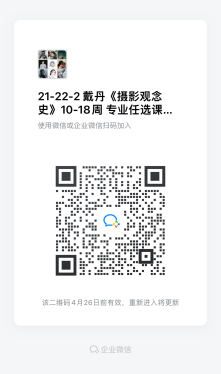 21-22-2 戴丹《摄影观念
史》10-18周 专业任选课...
使用微信或企业微信扫码加入
该二维码4月26日前有效，重新进入将更新
企业微信